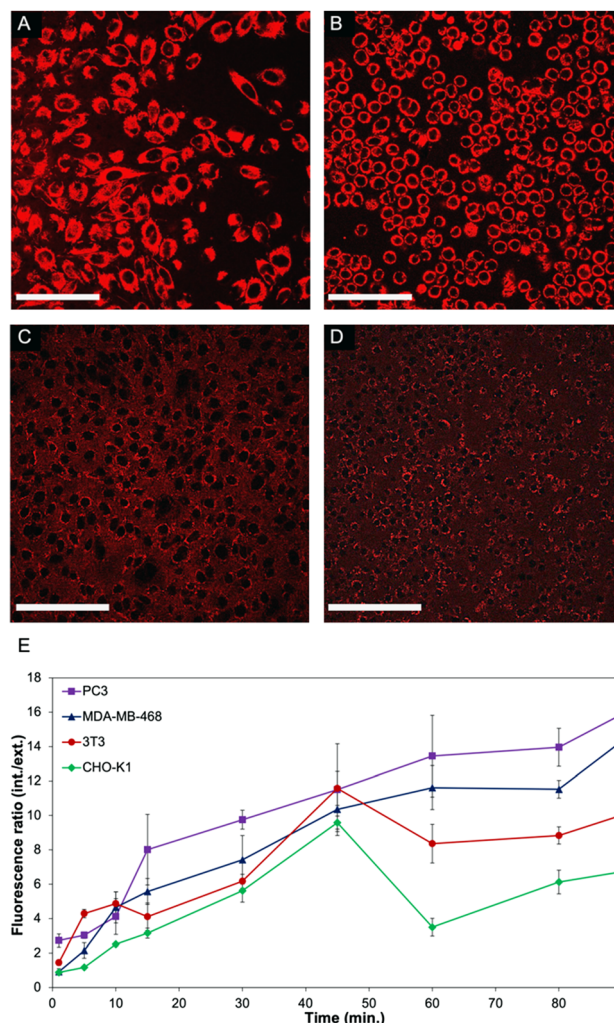 A
B
C
D
E
18
16
14
12
10
8
6
4
2
0
PC3
MDA-MB-468
3T3
CHO-K1
Fluorescence ratio (int./ext.)
0
10
20
30
40
50
60
70
80
Time (min.)